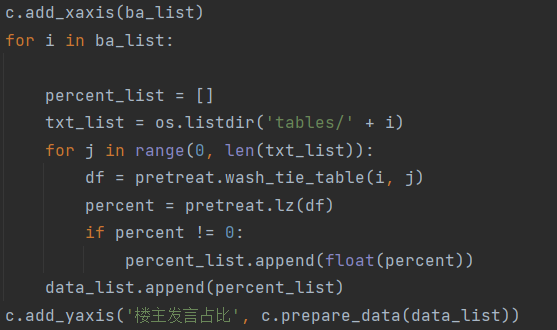 c.add_xaxis(ba_list)
for i in ba_list:
percent_list = []
txt_list = os.listdir('tables/' + i)
for j in range(0, len(txt_list)):
df = pretreat.wash_tie_table(i, j)
percent = pretreat.lz(df)
if percent != 0:
percent_list.append(float(percent))
data_list.append(percent_list)
c.add_yaxis('楼主发言占比', c.prepare_data(data_list))